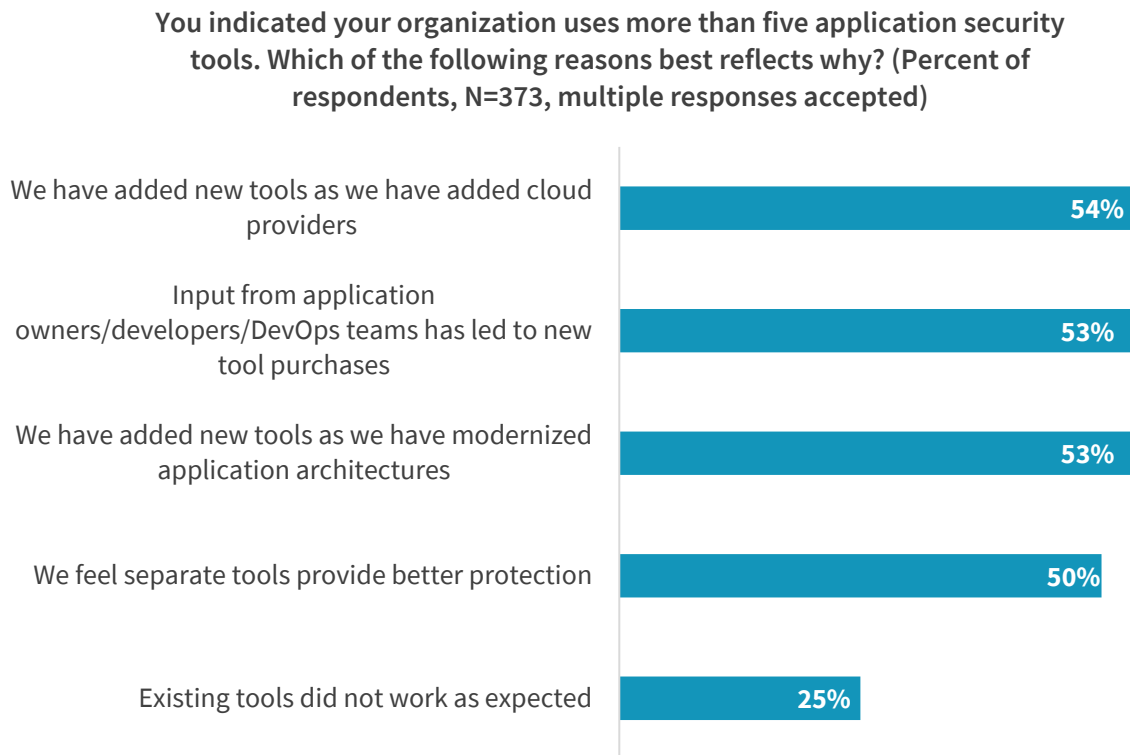 You indicated your organization uses more than five application security
tools. Which of the following reasons best reflects why? (Percent of
respondents, N=373, multiple responses accepted)
We have added new tools as we have added cloud
providers
54%
Input from application
owners/developers/DevOps teams has led to new
tool purchases
53%
We have added new tools as we have modernized
application architectures
53%
We feel separate tools provide better protection
50%
Existing tools did not work as expected
25%